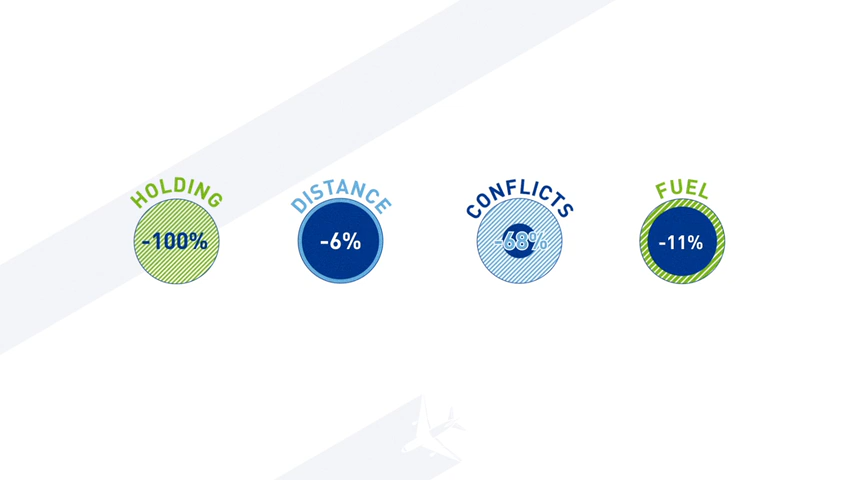 HOLDING
-100%
DISTANCE
-6%
CONFLICTS
-68%
FUEL
-11%